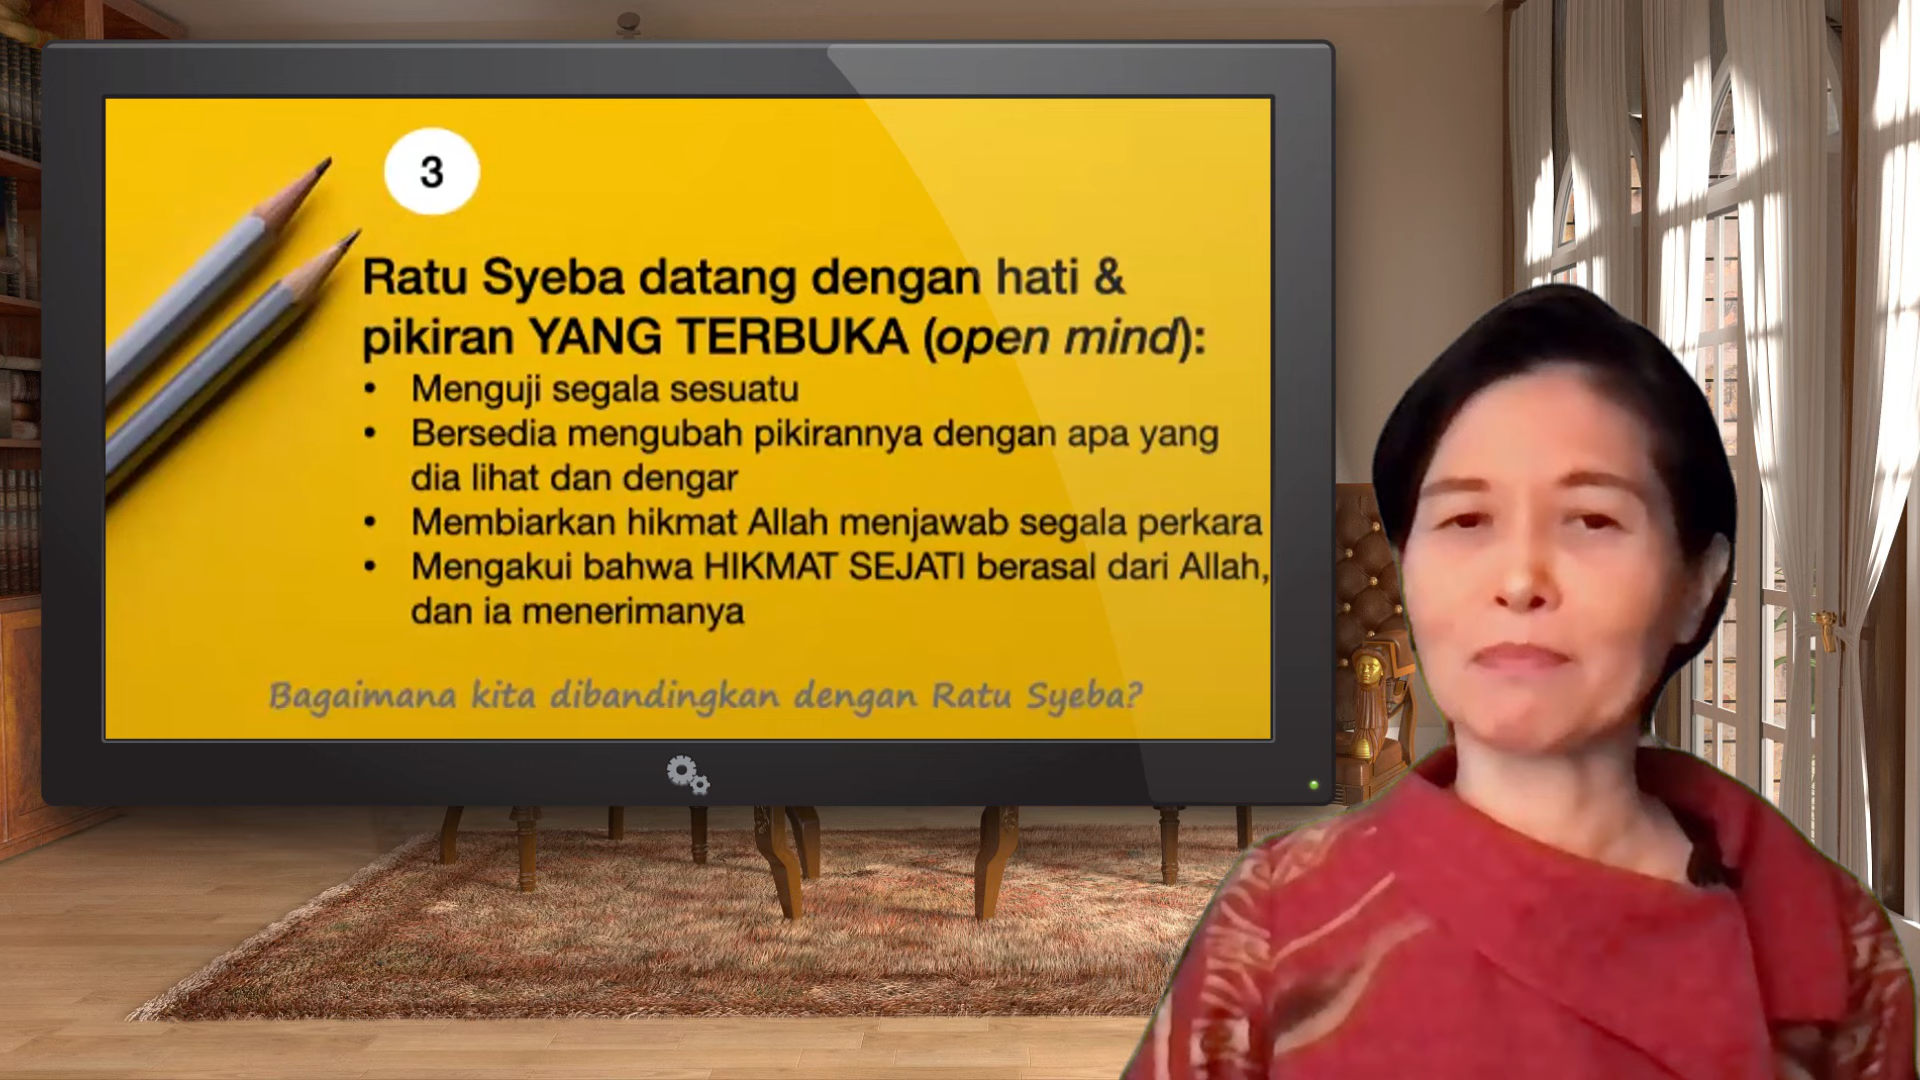 3
Ratu Syeba datang dengan hati &
pikiran YANG TERBUKA (open mind):
• Menguji segala sesuatu
• Bersedia mengubah pikirannya dengan apa yang
dia lihat dan dengar
• Membiarkan hikmat Allah menjawab segala perkara
• Mengakui bahwa HIKMAT SEJATI berasal dari Allah,
dan ia menerimanya
Bagaimana kita dibandingkan dengan Ratu Syeba?